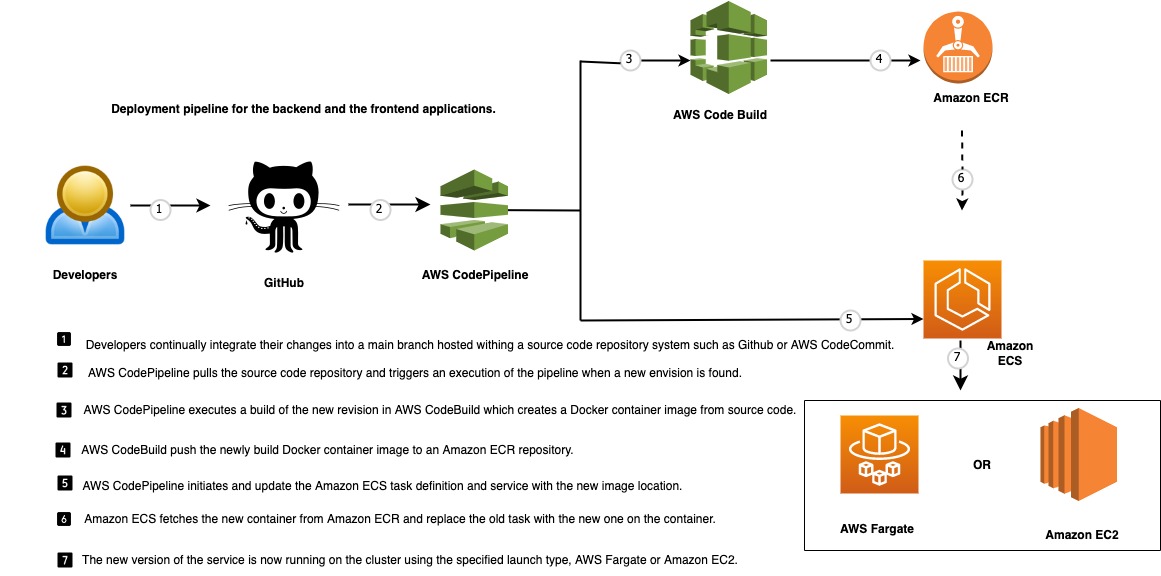 Deployment pipeline for the backend and the frontend applications.
3
4
AWS Code Build
Amazon ECR
1
2
6
Developers
GitHub
AWS CodePipeline
5
Amazon
ECS
7
1 Developers continually integrate their changes into a main branch hosted withing a source code repository system such as Github or AWS CodeCommit.
2 AWS CodePipeline pulls the source code repository and triggers an execution of the pipeline when a new envision is found.
3 AWS CodePipeline executes a build of the new revision in AWS CodeBuild which creates a Docker container image from source code.
4 AWS CodeBuild push the newly build Docker container image to an Amazon ECR repository.
5 AWS CodePipeline initiates and update the Amazon ECS task definition and service with the new image location.
6 Amazon ECS fetches the new container from Amazon ECR and replace the old task with the new one on the container.
7 The new version of the service is now running on the cluster using the specified launch type, AWS Fargate or Amazon EC2.
OR
AWS Fargate
Amazon EC2